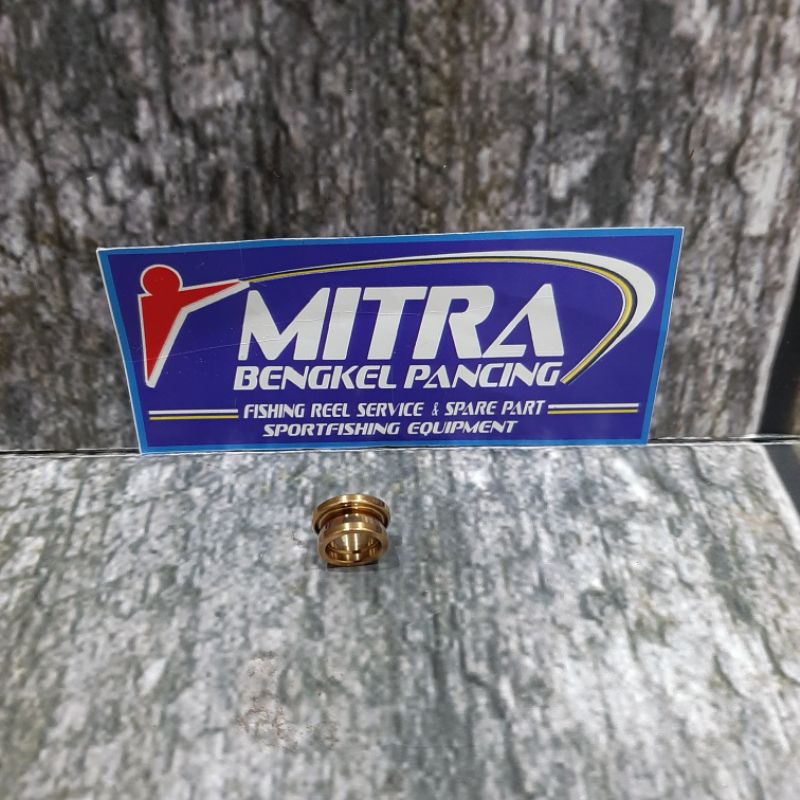 MITRA
BENGKEL PANCING
FISHING REEL SERVICE & SPARE PART
SPORTFISHING EQUIPMENT